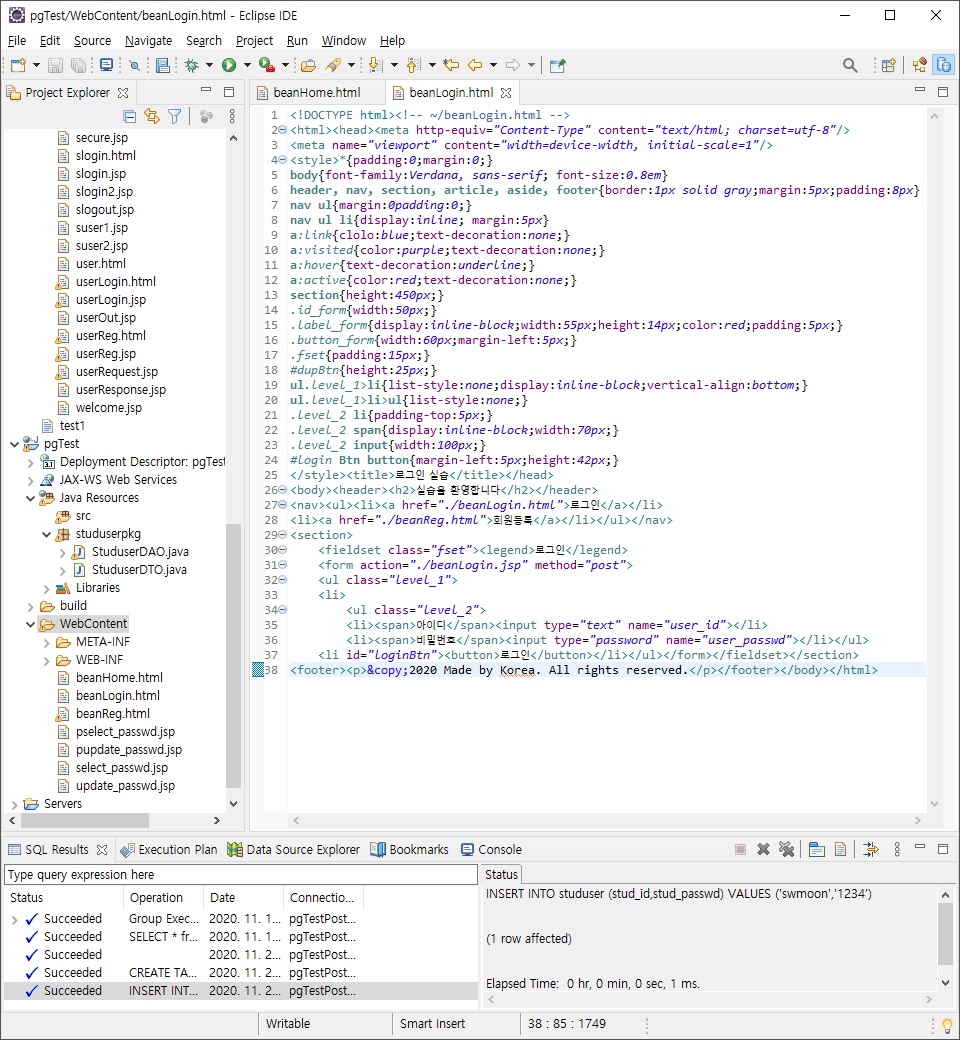 pgTest/WebContent/beanLogin.html - Eclipse IDE
File Edit Source Navigate Search Project Run Window Help
Project Explorer
secure.jsp
slogin.html
slogin.jsp
slogin2.jsp
slogout.jsp
suser1.jsp
suser2.jsp
user.html
userLogin.html
userLogin.jsp
userOut.jsp
userReg.html
userReg.jsp
userRequest.jsp
userResponse.jsp
welcome.jsp
test1
pgTest
Deployment Descriptor: pgTest
JAX-WS Web Services
Java Resources
src
studuserpkg
StuduserDAO.java
StuduserDTO.java
Libraries
build
WebContent
META-INF
WEB-INF
beanHome.html
beanLogin.html
beanReg.html
pselect_passwd.jsp
pupdate_passwd.jsp
select_passwd.jsp
update_passwd.jsp
Servers
beanHome.html beanLogin.html
1 <!DOCTYPE html><!-- ~/beanLogin.html -->
2 <html><head><meta http-equiv="Content-Type" content="text/html; charset=utf-8"/>
3 <meta name="viewport" content="width=device-width, initial-scale=1"/>
4 <style>*{padding:0;margin:0;}
5 body{font-family:Verdana, sans-serif; font-size:0.8em}
6 header, nav, section, article, aside, footer{border:1px solid gray;margin:5px;padding:8px}
7 nav ul{margin:0padding:0;}
8 nav ul li{display:inline; margin:5px}
9 a:link{clolo:blue;text-decoration:none;}
10 a:visited{color:purple;text-decoration:none;}
11 a:hover{text-decoration:underline;}
12 a:active{color:red;text-decoration:none;}
13 section{height:450px;}
14 .id_form{width:50px;}
15 .label_form{display:inline-block;width:55px;height:14px;color:red;padding:5px;}
16 .button_form{width:60px;margin-left:5px;}
17 .fset{padding:15px;}
18 #dupBtn{height:25px;}
19 ul.level_1>li{list-style:none;display:inline-block;vertical-align:bottom;}
20 ul.level_1>li>ul{list-style:none;}
21 .level_2 li{padding-top:5px;}
22 .level_2 span{display:inline-block;width:70px;}
23 .level_2 input{width:100px;}
24 #login Btn button{margin-left:5px;height:42px;}
25 </style><title>로그인 실습</title></head>
26 <body><header><h2>실습을 환영합니다</h2></header>
27 <nav><ul><li><a href="./beanLogin.html">로그인</a></li>
28 <li><a href="./beanReg.html">회원등록</a></li></ul></nav>
29 <section>
30 <fieldset class="fset"><legend>로그인</legend>
31 <form action="./beanLogin.jsp" method="post">
32 <ul class="level_1">
33 <li>
34 <ul class="level_2">
35 <li><span>아이디</span><input type="text" name="user_id"></li>
36 <li><span>비밀번호</span><input type="password" name="user_passwd"></li></ul>
37 <li id="loginBtn"><button>로그인</button></li></ul></form></fieldset></section>
38 <footer><p>&copy;2020 Made by Korea. All rights reserved.</p></footer></body></html>
SQL Results Execution Plan Data Source Explorer Bookmarks Console
Type query expression here
Status Operation Date Connectio...
Succeeded Group Exec... 2020. 11. 1... pgTestPost...
Succeeded SELECT * fr... 2020. 11. 1... pgTestPost...
Succeeded 2020. 11. 2... pgTestPost...
Succeeded CREATE TA... 2020. 11. 2... pgTestPost...
Succeeded INSERT INT... 2020. 11. 2... pgTestPost...
Status
INSERT INTO studuser (stud_id,stud_passwd) VALUES ('swmoon','1234')
(1 row affected)
Elapsed Time: 0 hr, 0 min, 0 sec, 1 ms.
Writable Smart Insert 38 : 85 : 1749